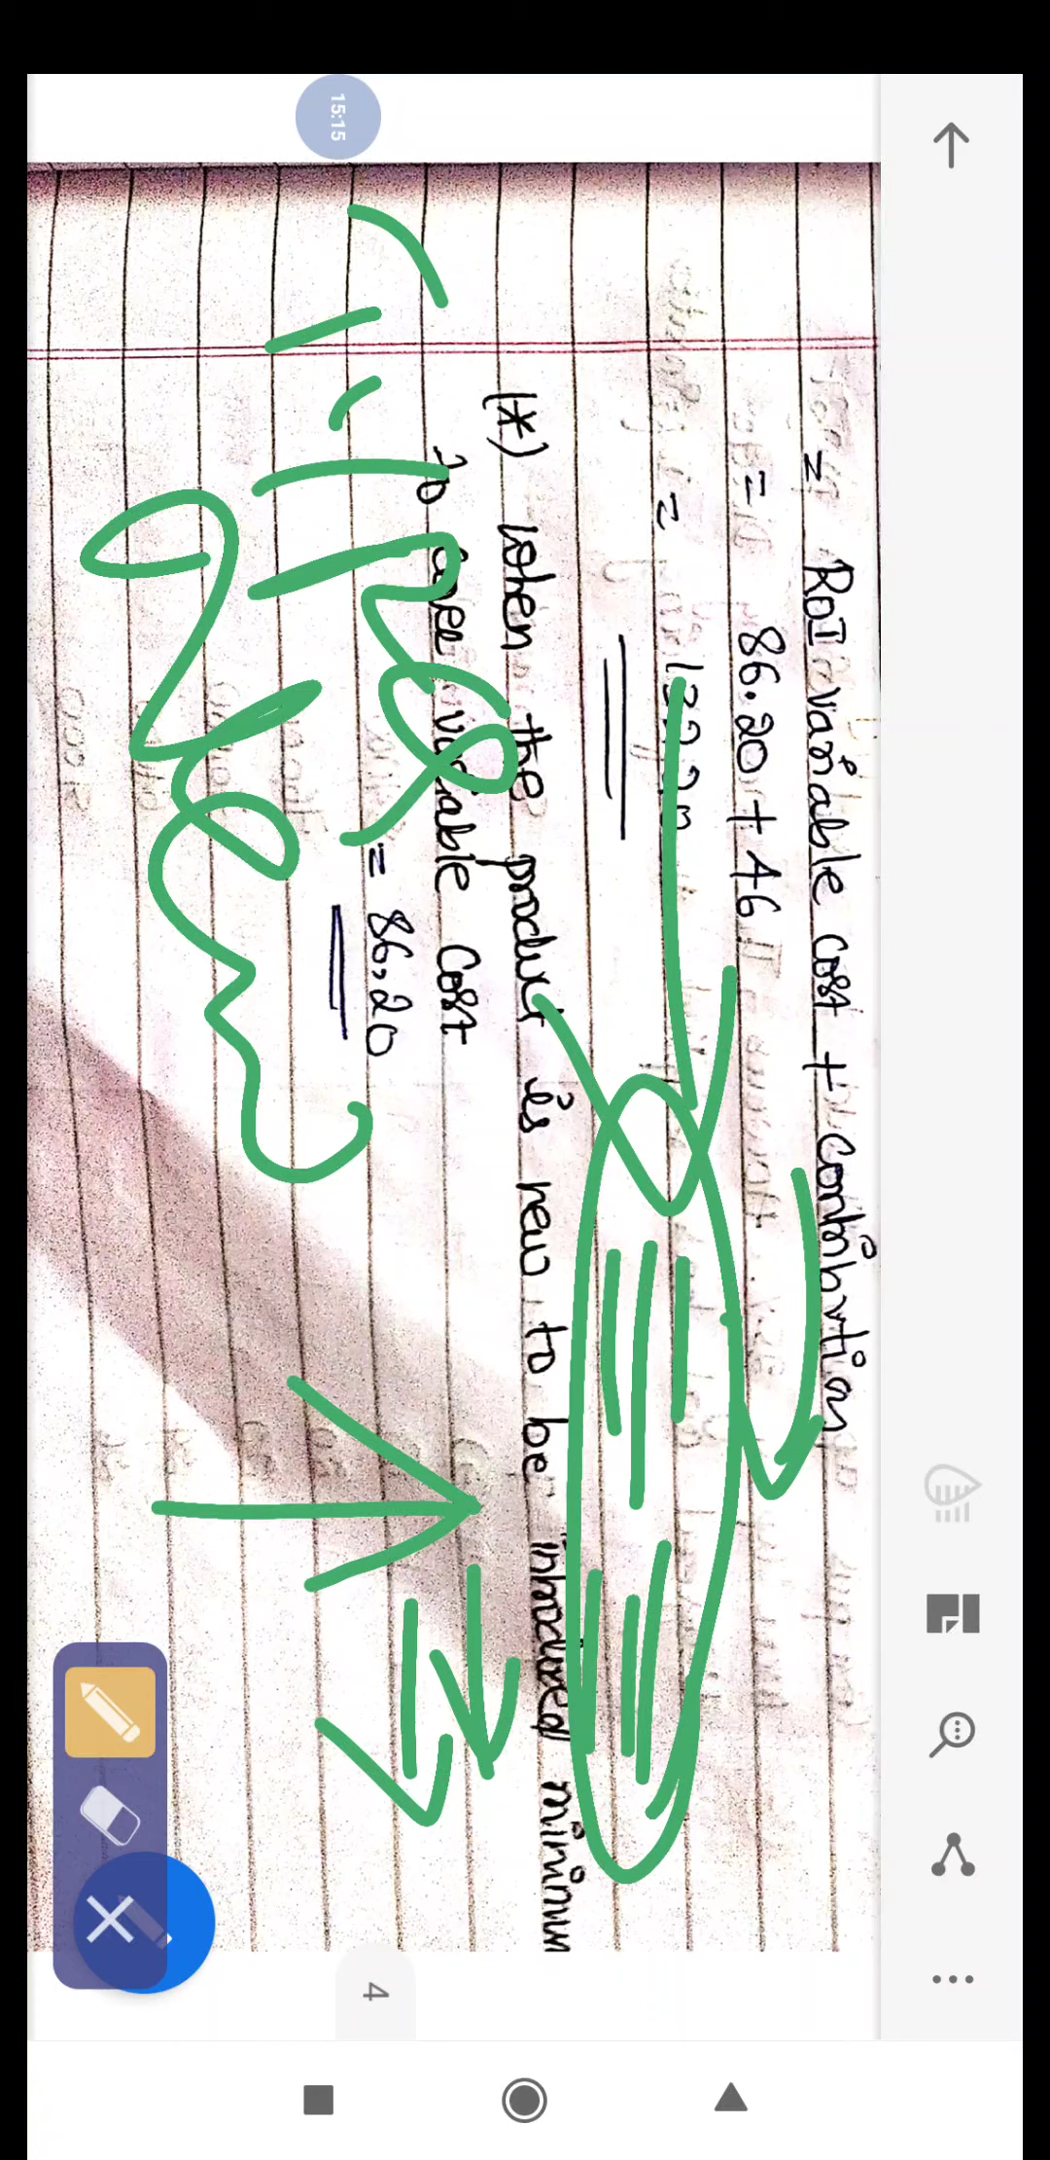 15:15
= RoI variable cost + contribution
= 86.20 + 46
=
(*) when the product is new to be introduced minimum
variable cost
= 86.20
4